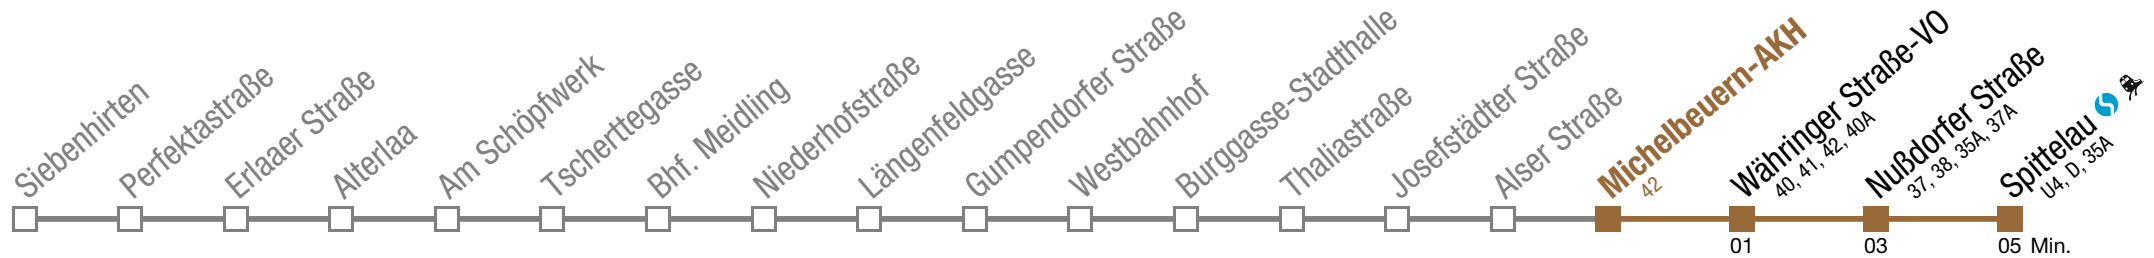 Siebenhirten
Perfektastraße
Erlaaer Straße
Alterlaa
Am Schöpfwerk
Tscherttegasse
Bhf. Meidling
Niederhofstraße
Längenfeldgasse
Gumpendorfer Straße
Westbahnhof
Burggasse-Stadthalle
Thaliastraße
Josefstädter Straße
Alser Straße
Michelbeuern-AKH
42
Währinger Straße-VO
40, 41, 42, 40A
Nußdorfer Straße
37, 38, 35A, 37A
Spittelau
U4, D, 35A
01
03
05 Min.